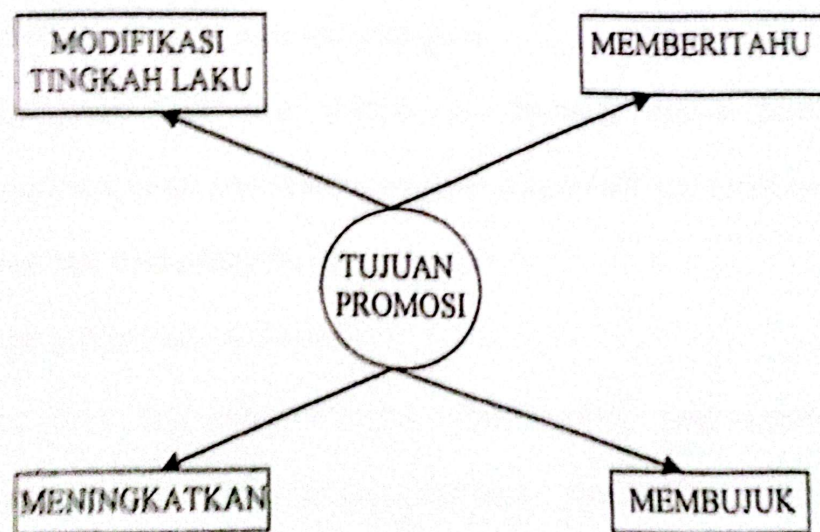 MODIFIKASI
TINGKAH LAKU
MEMBERITAHU
TUJUAN
PROMOSI
MENINGKATKAN
MEMBUJUK